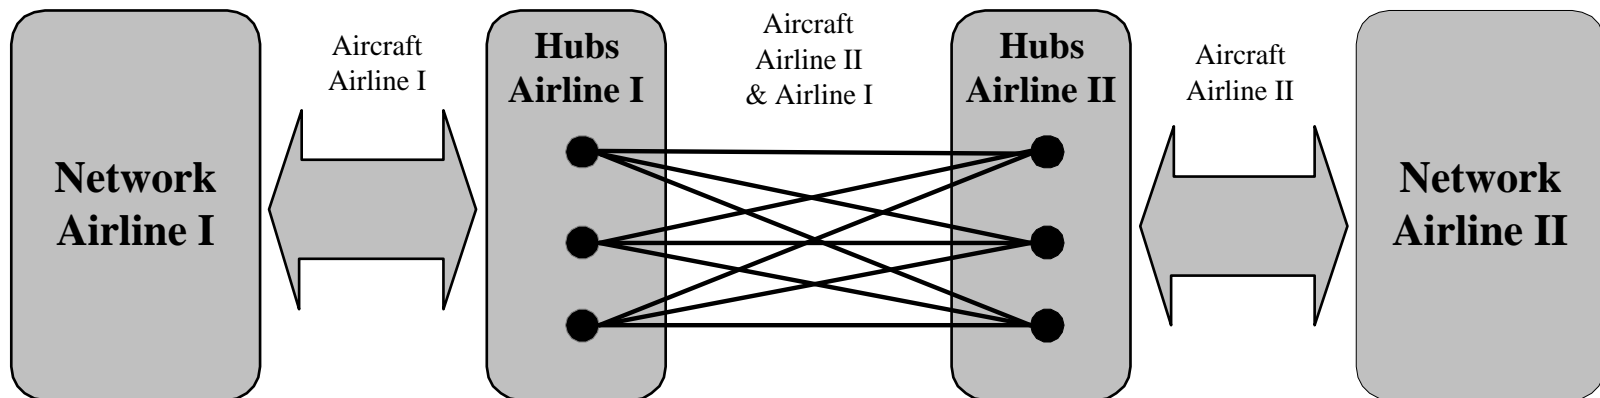 Network
Airline I
Aircraft
Airline I
Hubs
Airline I
Aircraft
Airline II
& Airline I
Hubs
Airline II
Aircraft
Airline II
Network
Airline II